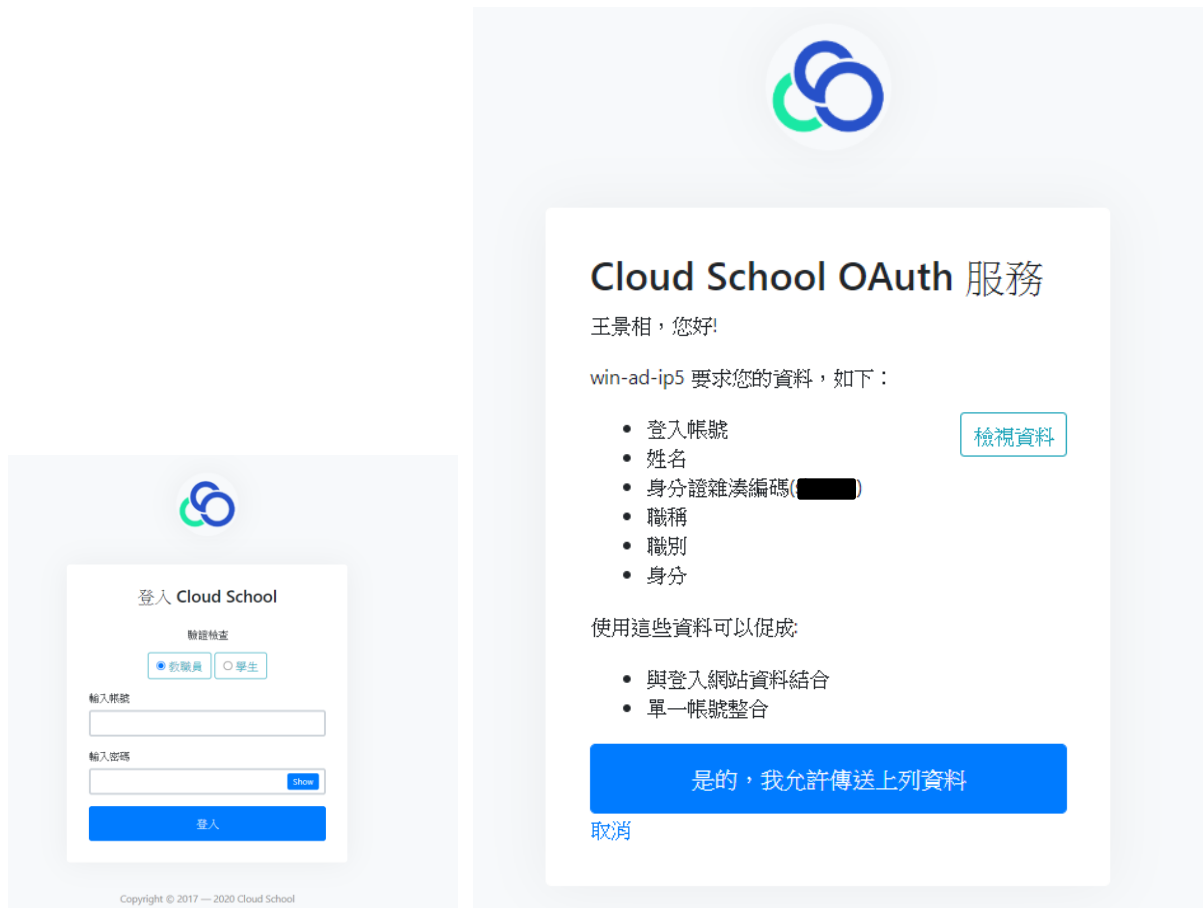 登入 Cloud School
驗證檢查
教職員
學生
輸入帳號
輸入密碼
Show
登入
Copyright © 2017 — 2020 Cloud School
Cloud School OAuth 服務
王景相，您好!
win-ad-ip5 要求您的資料，如下：
登入帳號
檢視資料
姓名
身分證雜湊編碼( )
職稱
職別
身分
使用這些資料可以促成:
與登入網站資料結合
單一帳號整合
是的，我允許傳送上列資料
取消